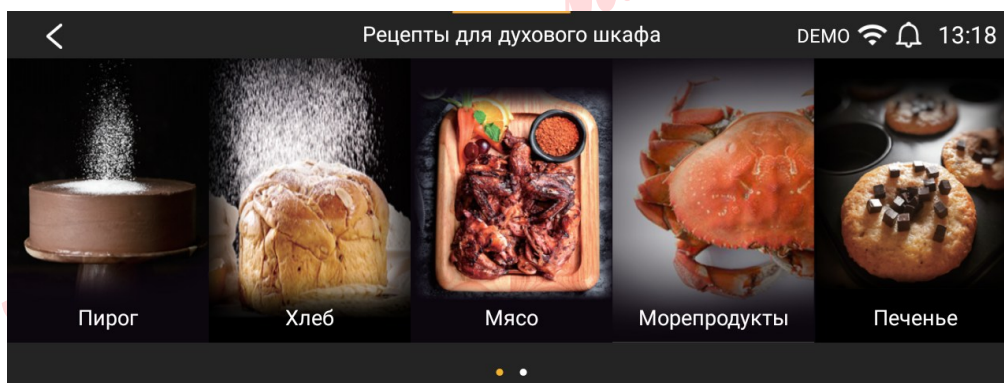 Рецепты для духового шкафа
DEMO 13:18
Пирог
Хлеб
Мясо
Морепродукты
Печенье